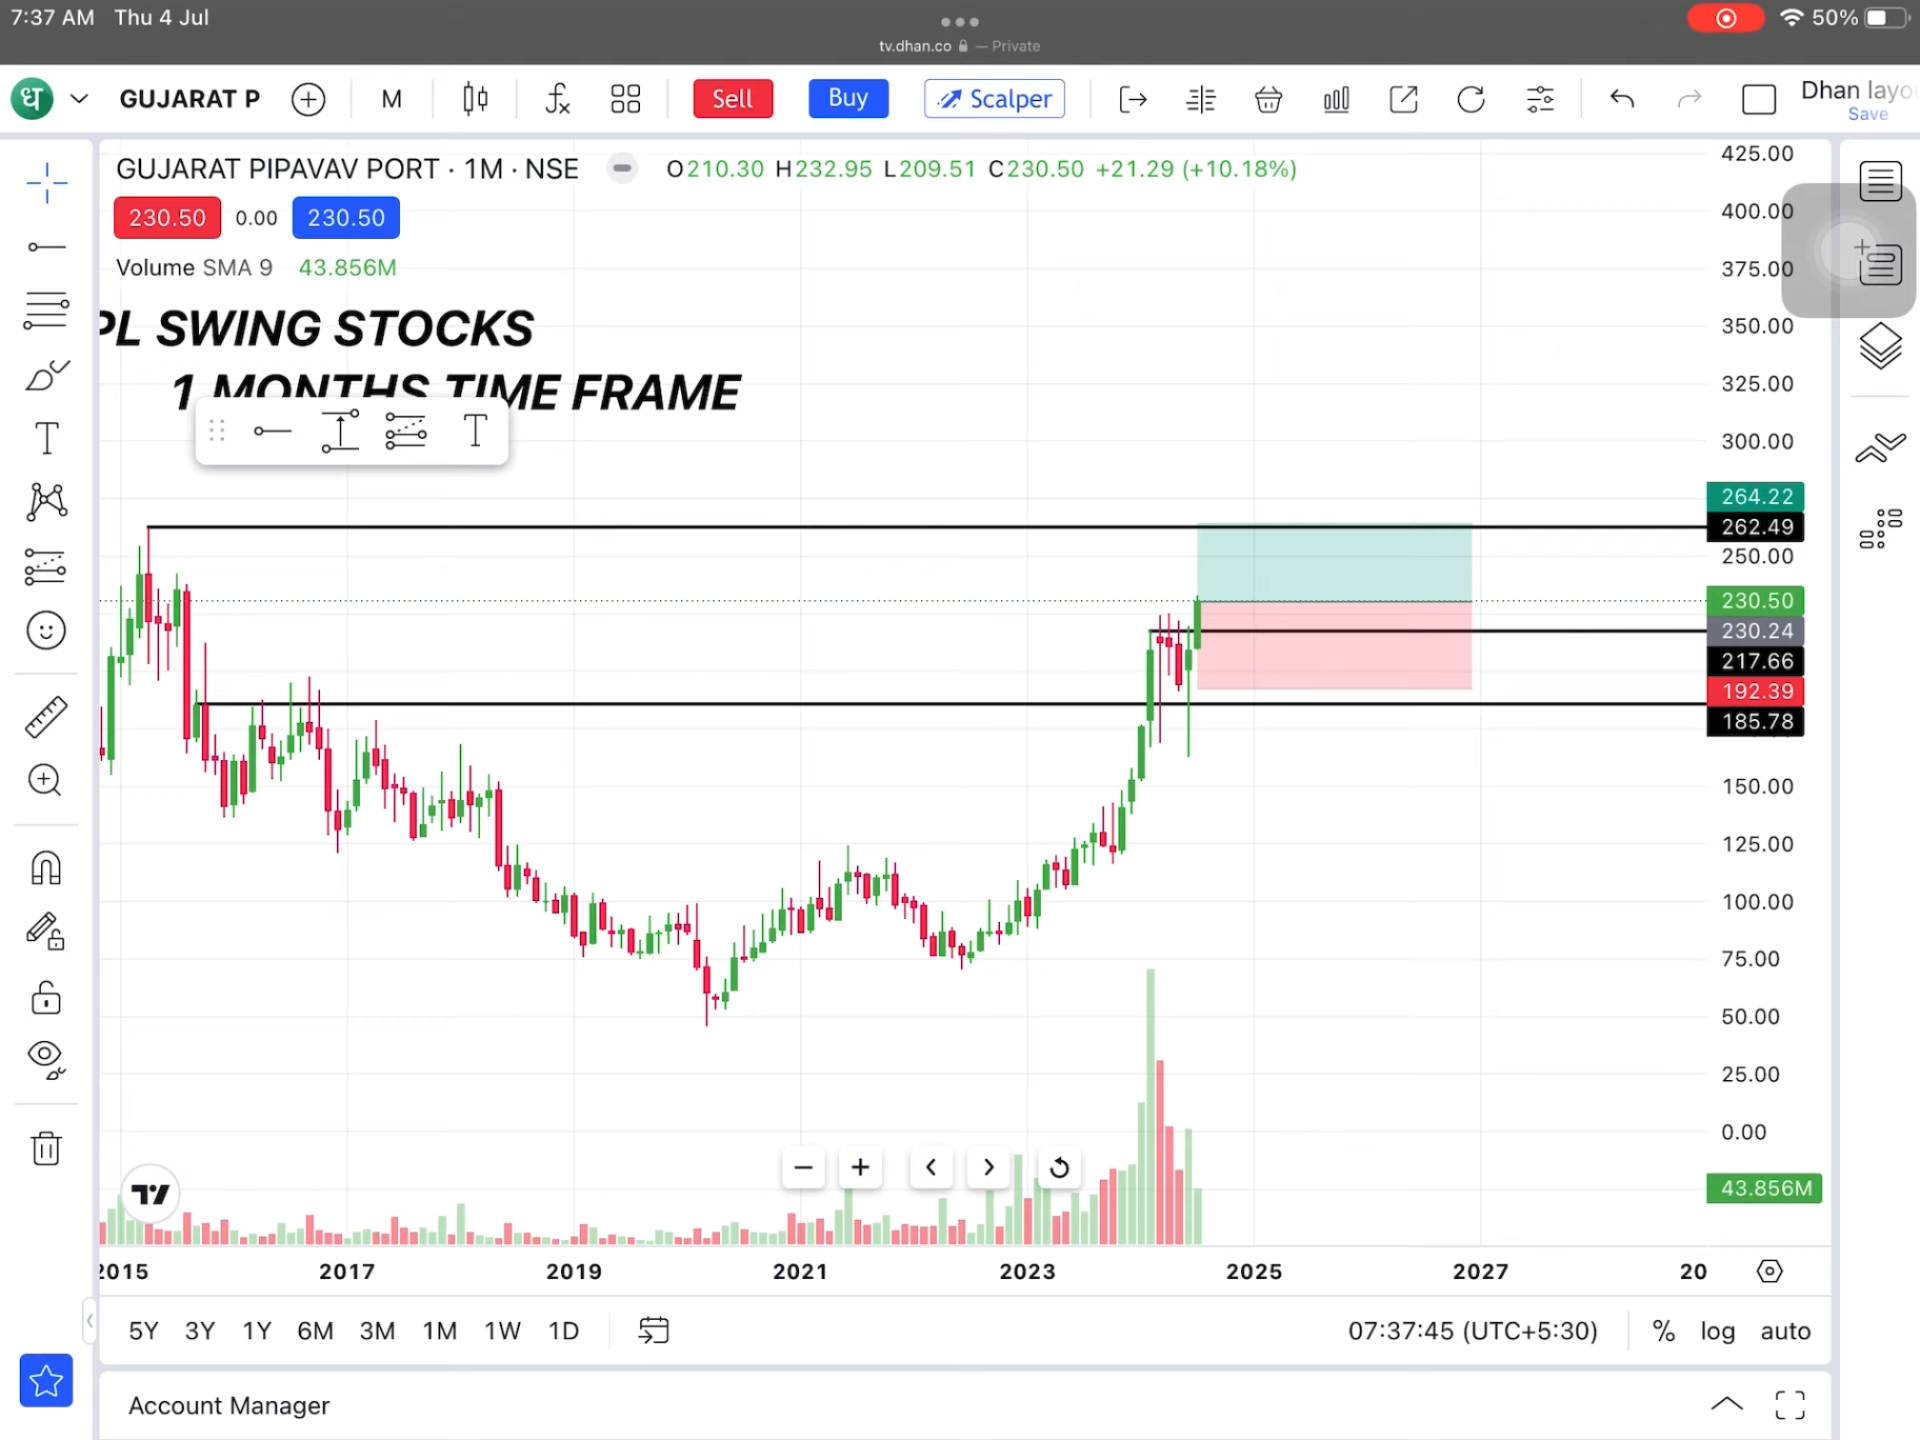 7:37 AM Thu 4 Jul
50%
tv.dhan.co — Private
ध GUJARAT P M Sell Buy Scalper Dhan layo
Save
GUJARAT PIPAVAV PORT · 1M · NSE O210.30 H232.95 L209.51 C230.50 +21.29 (+10.18%)
230.50 0.00 230.50
Volume SMA 9 43.856M
PL SWING STOCKS
1 MONTHS TIME FRAME
T
T
425.00
400.00
375.00
350.00
325.00
300.00
264.22
262.49
250.00
230.50
230.24
217.66
192.39
185.78
150.00
125.00
100.00
75.00
50.00
25.00
0.00
43.856M
2015 2017 2019 2021 2023 2025 2027 20
5Y 3Y 1Y 6M 3M 1M 1W 1D 07:37:45 (UTC+5:30) % log auto
Account Manager